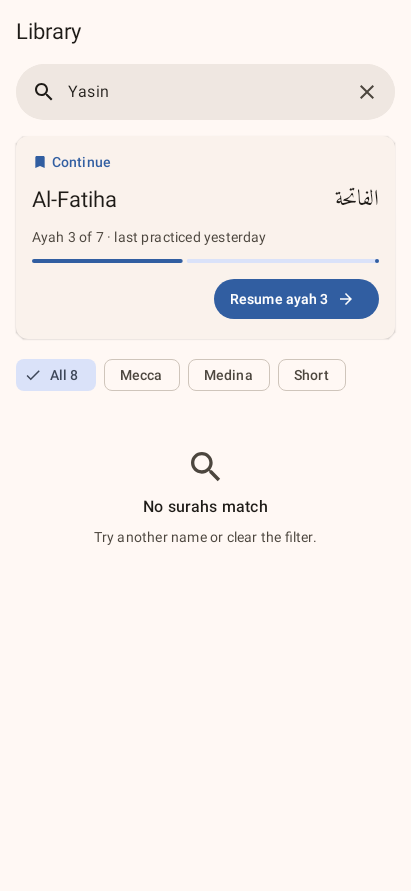 Library
Yasin
Continue
Al-Fatiha الفاتحة
Ayah 3 of 7 · last practiced yesterday
Resume ayah 3
All 8 Mecca Medina Short
No surahs match
Try another name or clear the filter.